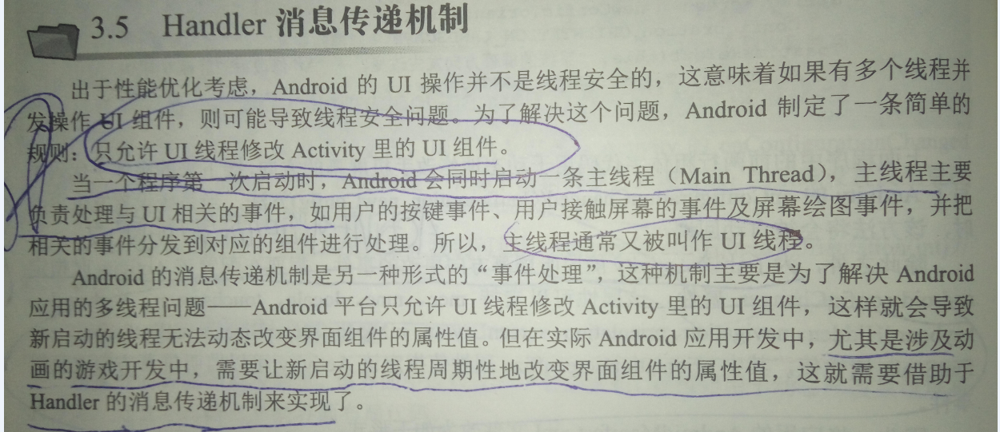 3.5 Handler 消息传递机制
出于性能优化考虑，Android 的 UI 操作并不是线程安全的，这意味着如果有多个线程并
发操作 UI 组件，则可能导致线程安全问题。为了解决这个问题，Android 制定了一条简单的
规则：只允许 UI 线程修改 Activity 里的 UI 组件。
当一个程序第一次启动时，Android 会同时启动一条主线程（Main Thread），主线程主要
负责处理与 UI 相关的事件，如用户的按键事件、用户接触屏幕的事件及屏幕绘图事件，并把
相关的事件分发到对应的组件进行处理。所以，主线程通常又被叫作 UI 线程。
Android 的消息传递机制是另一种形式的“事件处理”，这种机制主要是为了解决 Android
应用的多线程问题——Android 平台只允许 UI 线程修改 Activity 里的 UI 组件，这样就会导致
新启动的线程无法动态改变界面组件的属性值。但在实际 Android 应用开发中，尤其是涉及动
画的游戏开发中，需要让新启动的线程周期性地改变界面组件的属性值，这就需要借助于
Handler 的消息传递机制来实现了。